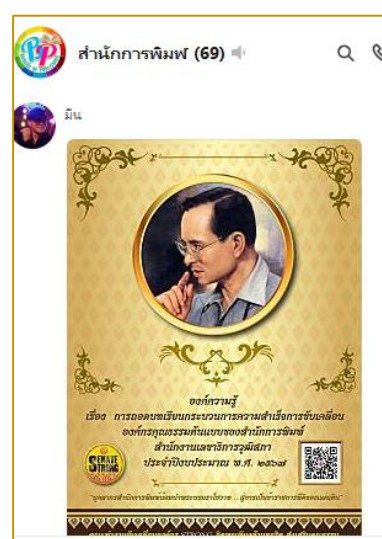 สำนักการพิมพ์ (69)
มีน
องค์ความรู้
เรื่อง การถอดบทเรียนกระบวนการความสำเร็จการขับเคลื่อน
องค์กรคุณธรรมต้นแบบของสำนักการพิมพ์
สำนักงานเลขาธิการวุฒิสภา
ประจำปีงบประมาณ พ.ศ. ๒๕๖๗
SENATE
STRONG